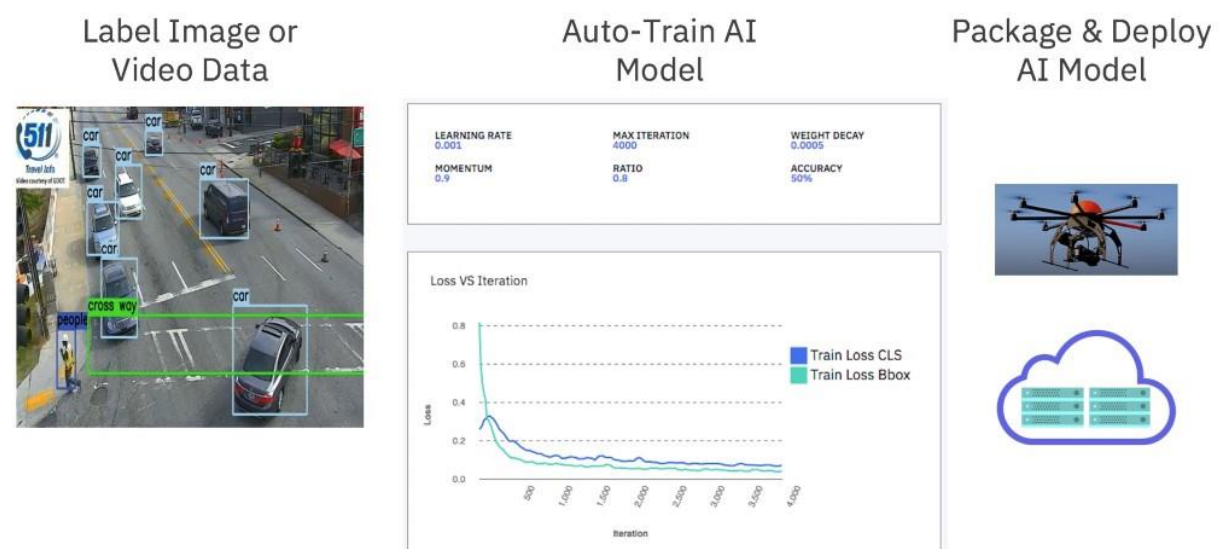 Label Image or
Video Data
Auto-Train AI
Model
Package & Deploy
AI Model
511
Travel Info
Video courtesy of GDOT
car
car
car
car
car
car
car
cross way
people
LEARNING RATE
0.001
MAX ITERATION
4000
WEIGHT DECAY
0.0005
MOMENTUM
0.9
RATIO
0.8
ACCURACY
50%
Loss VS Iteration
0.8
0.6
0.4
0.2
0.0
Loss
500
1,000
1,500
2,000
2,500
3,000
3,500
4,000
Iteration
Train Loss CLS
Train Loss Bbox